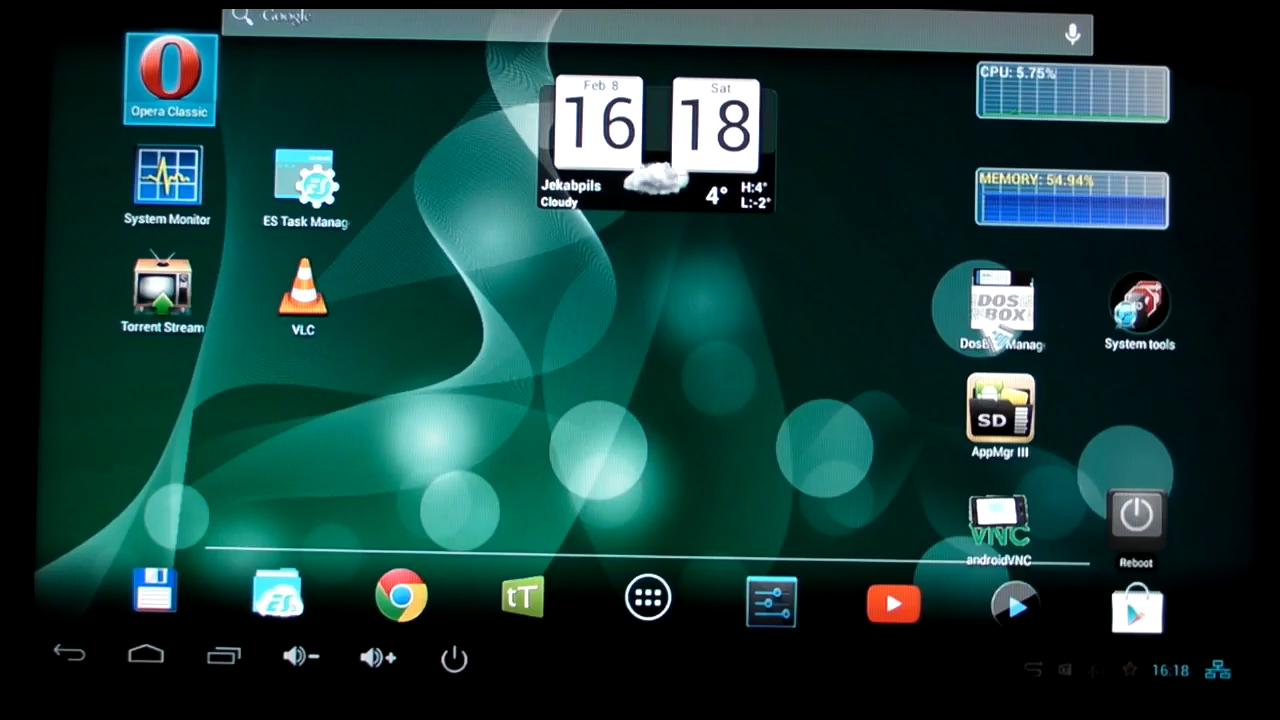 Google
Opera Classic
CPU: 5.75%
Feb 8
Sat
16
18
Jekabpils
Cloudy
4°
H:4°
L:-2°
MEMORY: 54.94%
System Monitor
ES Task Manag
Torrent Stream
VLC
DOS
BOX
Manag
System tools
SD
AppMgr III
VNC
androidVNC
Reboot
ES
tT
16:18